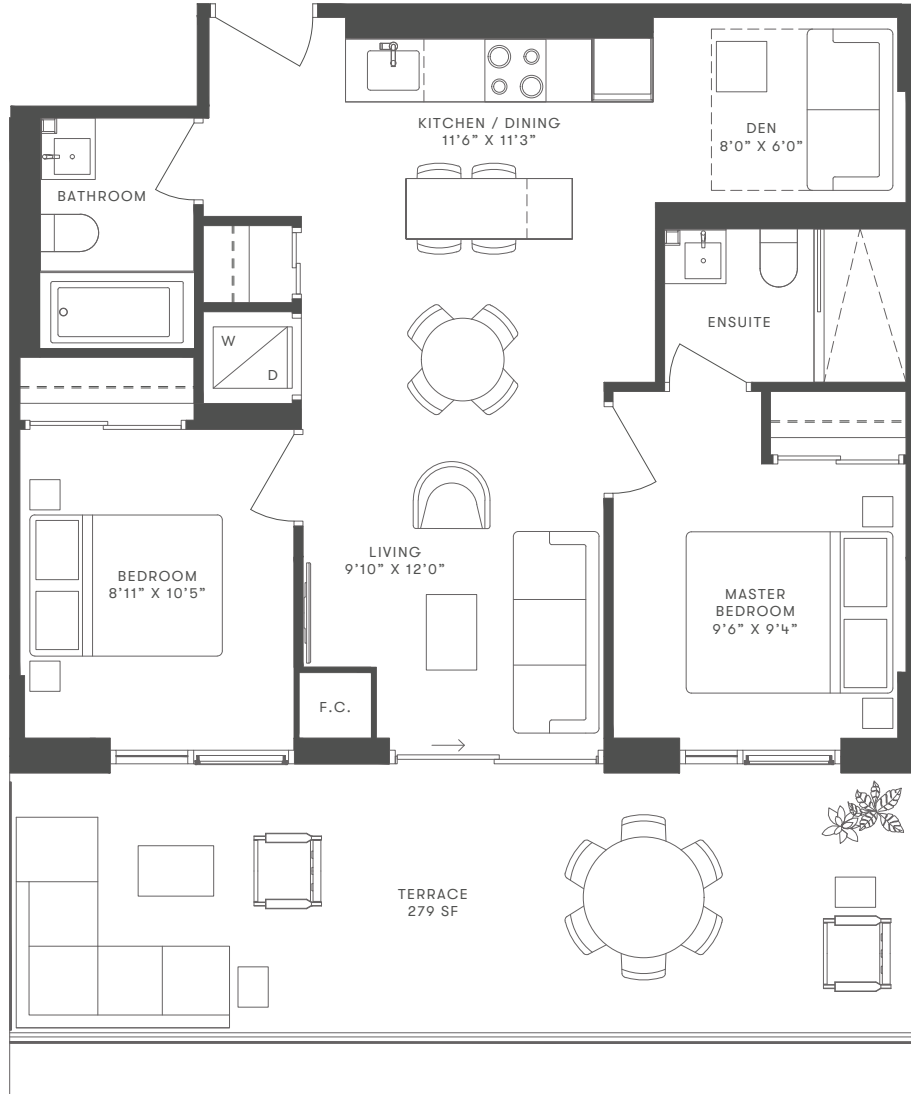 KITCHEN / DINING
11’6” X 11’3”
DEN
8’0” X 6’0”
BATHROOM
ENSUITE
W
D
LIVING
9’10” X 12’0”
BEDROOM
8’11” X 10’5”
MASTER
BEDROOM
9’6” X 9’4”
F.C.
TERRACE
279 SF